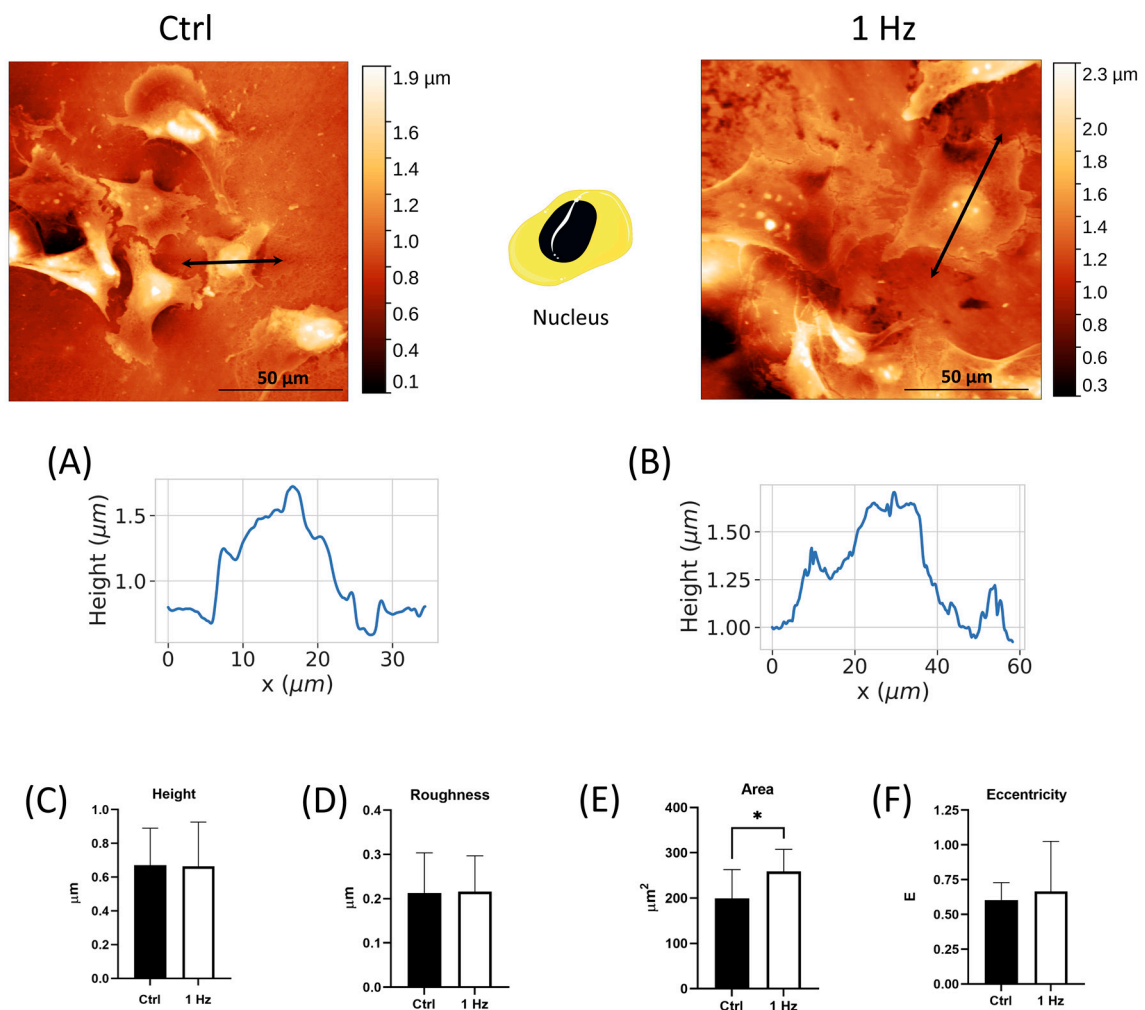 Ctrl
1 Hz
1.9 µm
1.6
1.4
1.2
1.0
0.8
0.6
0.4
0.1
50 µm
Nucleus
2.3 µm
2.0
1.8
1.6
1.4
1.2
1.0
0.8
0.6
0.3
50 µm
(A)
Height (µm)
1.5
1.0
0
10
20
30
x (µm)
(B)
Height (µm)
1.50
1.25
1.00
0
20
40
60
x (µm)
(C)
Height
µm
1.0
0.8
0.6
0.4
0.2
0.0
Ctrl
1 Hz
(D)
Roughness
µm
0.4
0.3
0.2
0.1
0.0
Ctrl
1 Hz
(E)
Area
µm²
400
300
200
100
0
*
Ctrl
1 Hz
(F)
Eccentricity
E
1.25
1.00
0.75
0.50
0.25
0.00
Ctrl
1 Hz